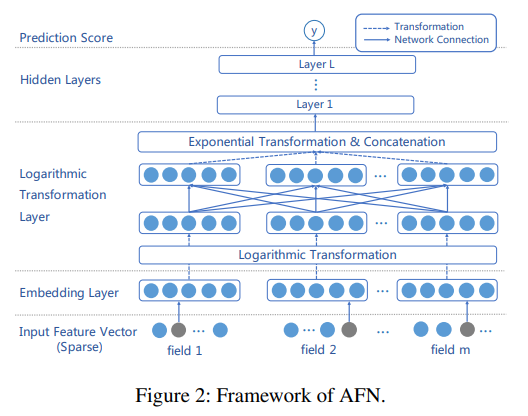 Prediction Score
y
Transformation
Network Connection
Hidden Layers
Layer L
Layer 1
Exponential Transformation & Concatenation
Logarithmic
Transformation
Layer
Logarithmic Transformation
Embedding Layer
Input Feature Vector
(Sparse)
field 1
field 2
field m
Figure 2: Framework of AFN.